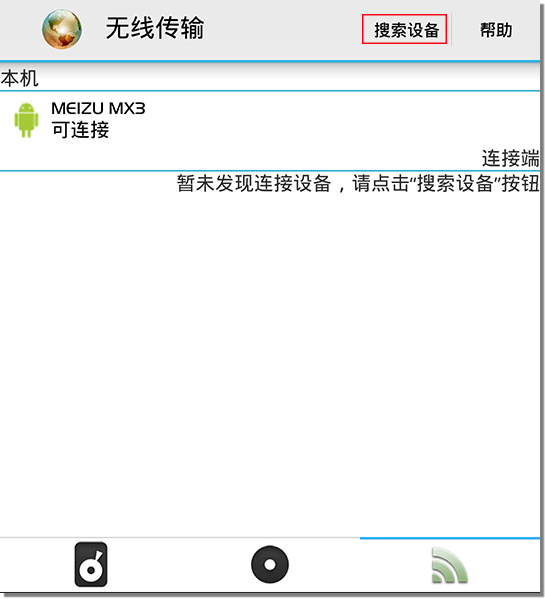 无线传输 搜索设备 帮助
本机
MEIZU MX3
可连接
连接端
暂未发现连接设备，请点击“搜索设备”按钮